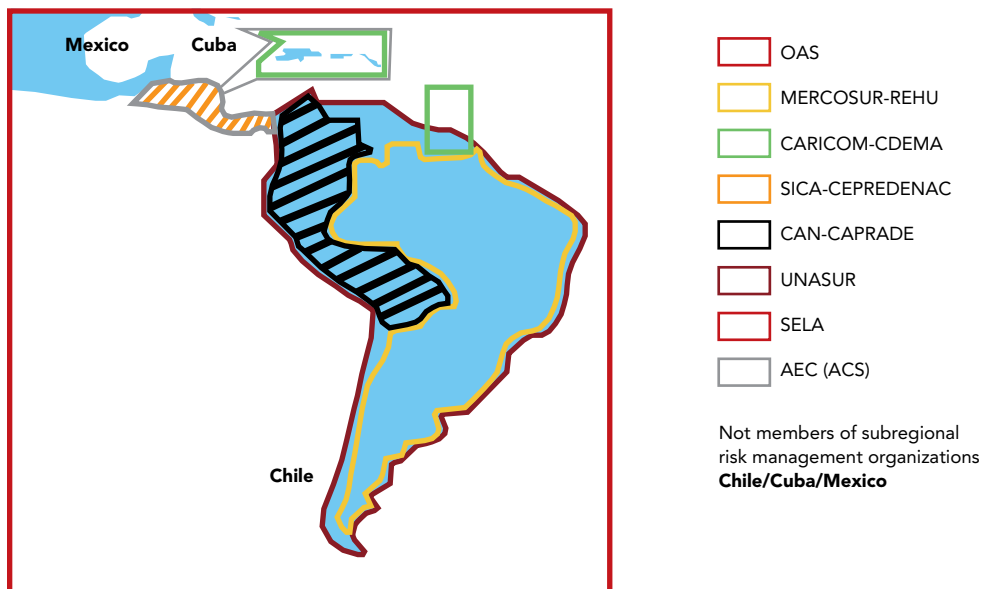 Mexico
Cuba
Chile
OAS
MERCOSUR-REHU
CARICOM-CDEMA
SICA-CEPREDENAC
CAN-CAPRADE
UNASUR
SELA
AEC (ACS)
Not members of subregional
risk management organizations
Chile/Cuba/Mexico